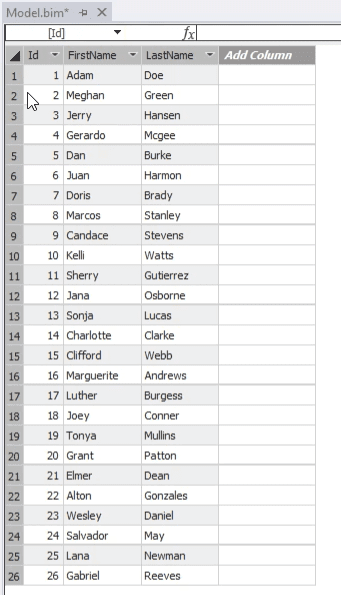 Model.bim*
[Id] fx
Id FirstName LastName Add Column
1 1 Adam Doe
2 2 Meghan Green
3 3 Jerry Hansen
4 4 Gerardo Mcgee
5 5 Dan Burke
6 6 Juan Harmon
7 7 Doris Brady
8 8 Marcos Stanley
9 9 Candace Stevens
10 10 Kelli Watts
11 11 Sherry Gutierrez
12 12 Jana Osborne
13 13 Sonja Lucas
14 14 Charlotte Clarke
15 15 Clifford Webb
16 16 Marguerite Andrews
17 17 Luther Burgess
18 18 Joey Conner
19 19 Tonya Mullins
20 20 Grant Patton
21 21 Elmer Dean
22 22 Alton Gonzales
23 23 Wesley Daniel
24 24 Salvador May
25 25 Lana Newman
26 26 Gabriel Reeves